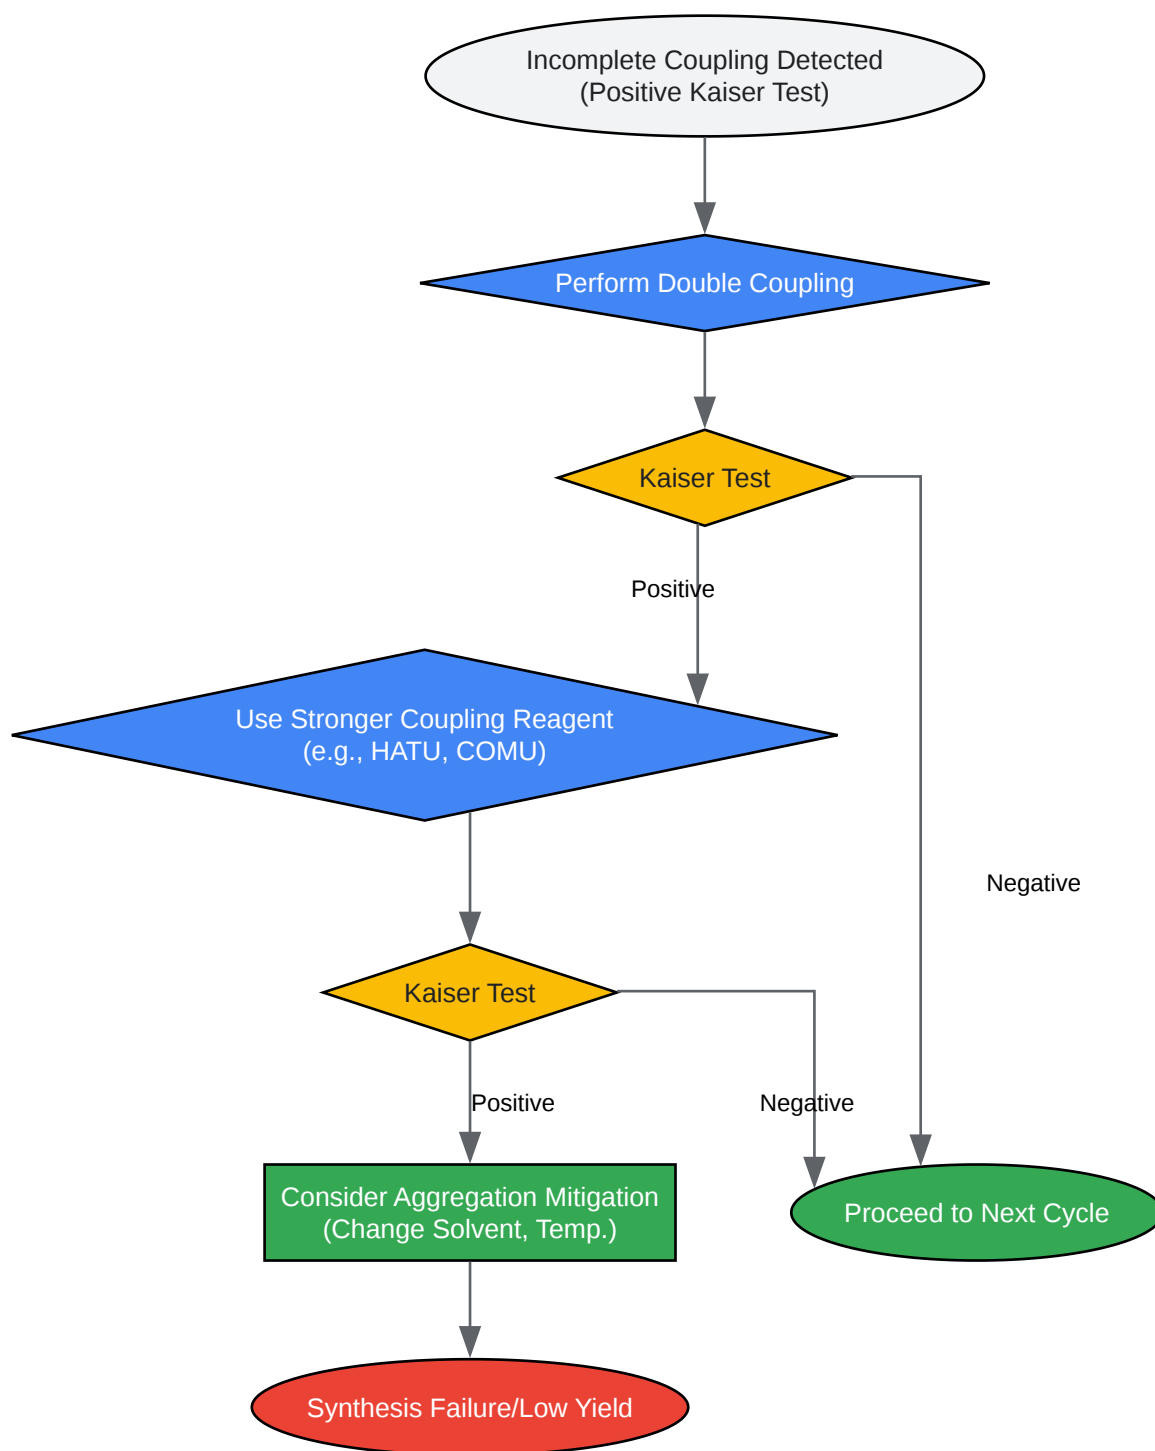 Incomplete Coupling Detected
(Positive Kaiser Test)
Perform Double Coupling
Kaiser Test
Positive
Use Stronger Coupling Reagent
(e.g., HATU, COMU)
Negative
Kaiser Test
Positive
Negative
Consider Aggregation Mitigation
(Change Solvent, Temp.)
Proceed to Next Cycle
Synthesis Failure/Low Yield